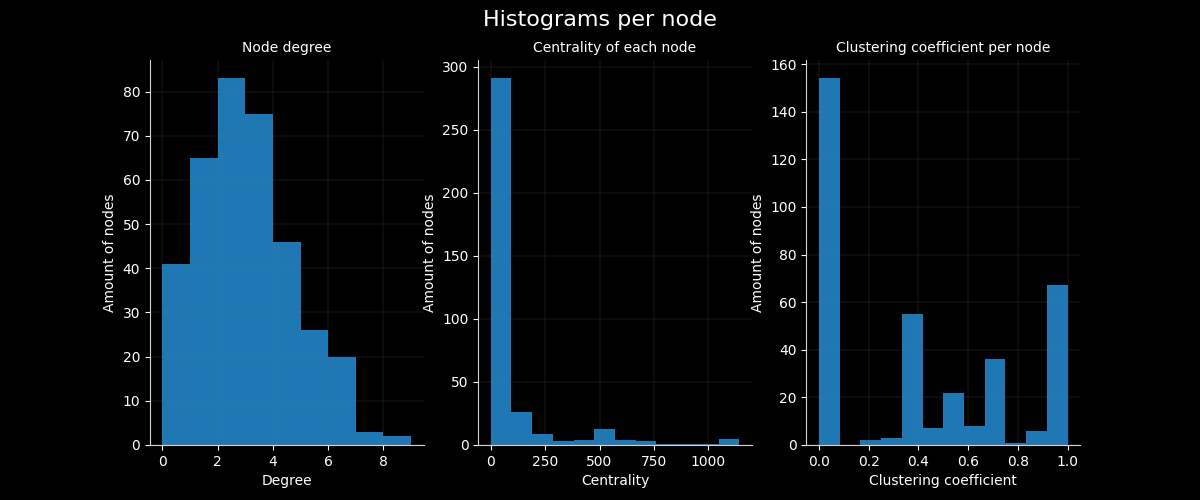 Histograms per node
Node degree
Amount of nodes
80
70
60
50
40
30
20
10
0
0 2 4 6 8
Degree
Centrality of each node
Amount of nodes
300
250
200
150
100
50
0
0 250 500 750 1000
Centrality
Clustering coefficient per node
Amount of nodes
160
140
120
100
80
60
40
20
0
0.0 0.2 0.4 0.6 0.8 1.0
Clustering coefficient